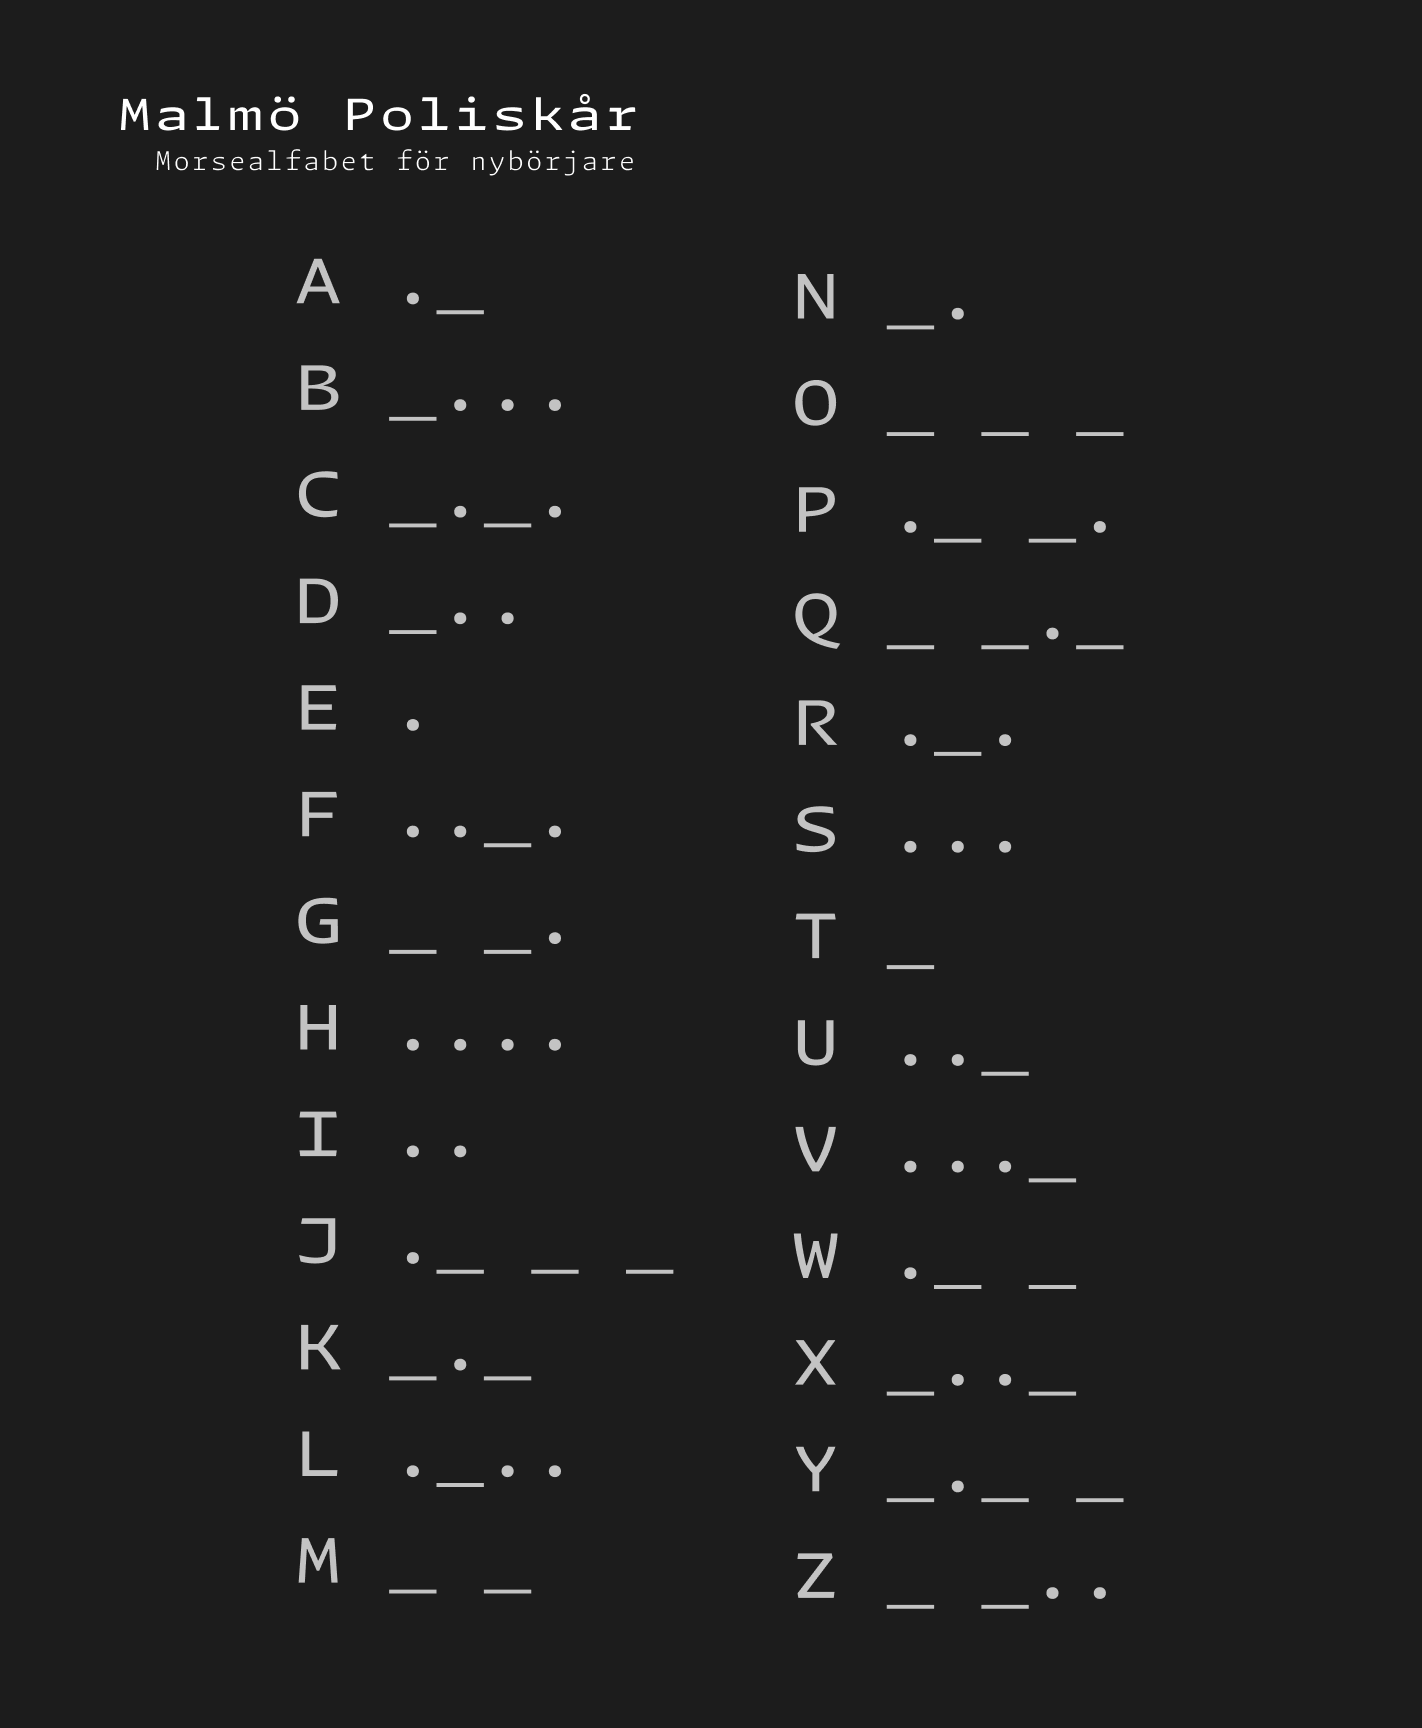 Malmö Poliskår
Morsealfabet för nybörjare
A ._
B _...
C _._.
D _..
E .
F .._.
G _ _.
H ....
I ..
J ._ _ _
K _._
L ._..
M _ _
N _.
O _ _ _
P ._ _.
Q _ _._
R ._.
S ...
T _
U .._
V ..._
W ._ _
X _.._
Y _._ _
Z _ _..